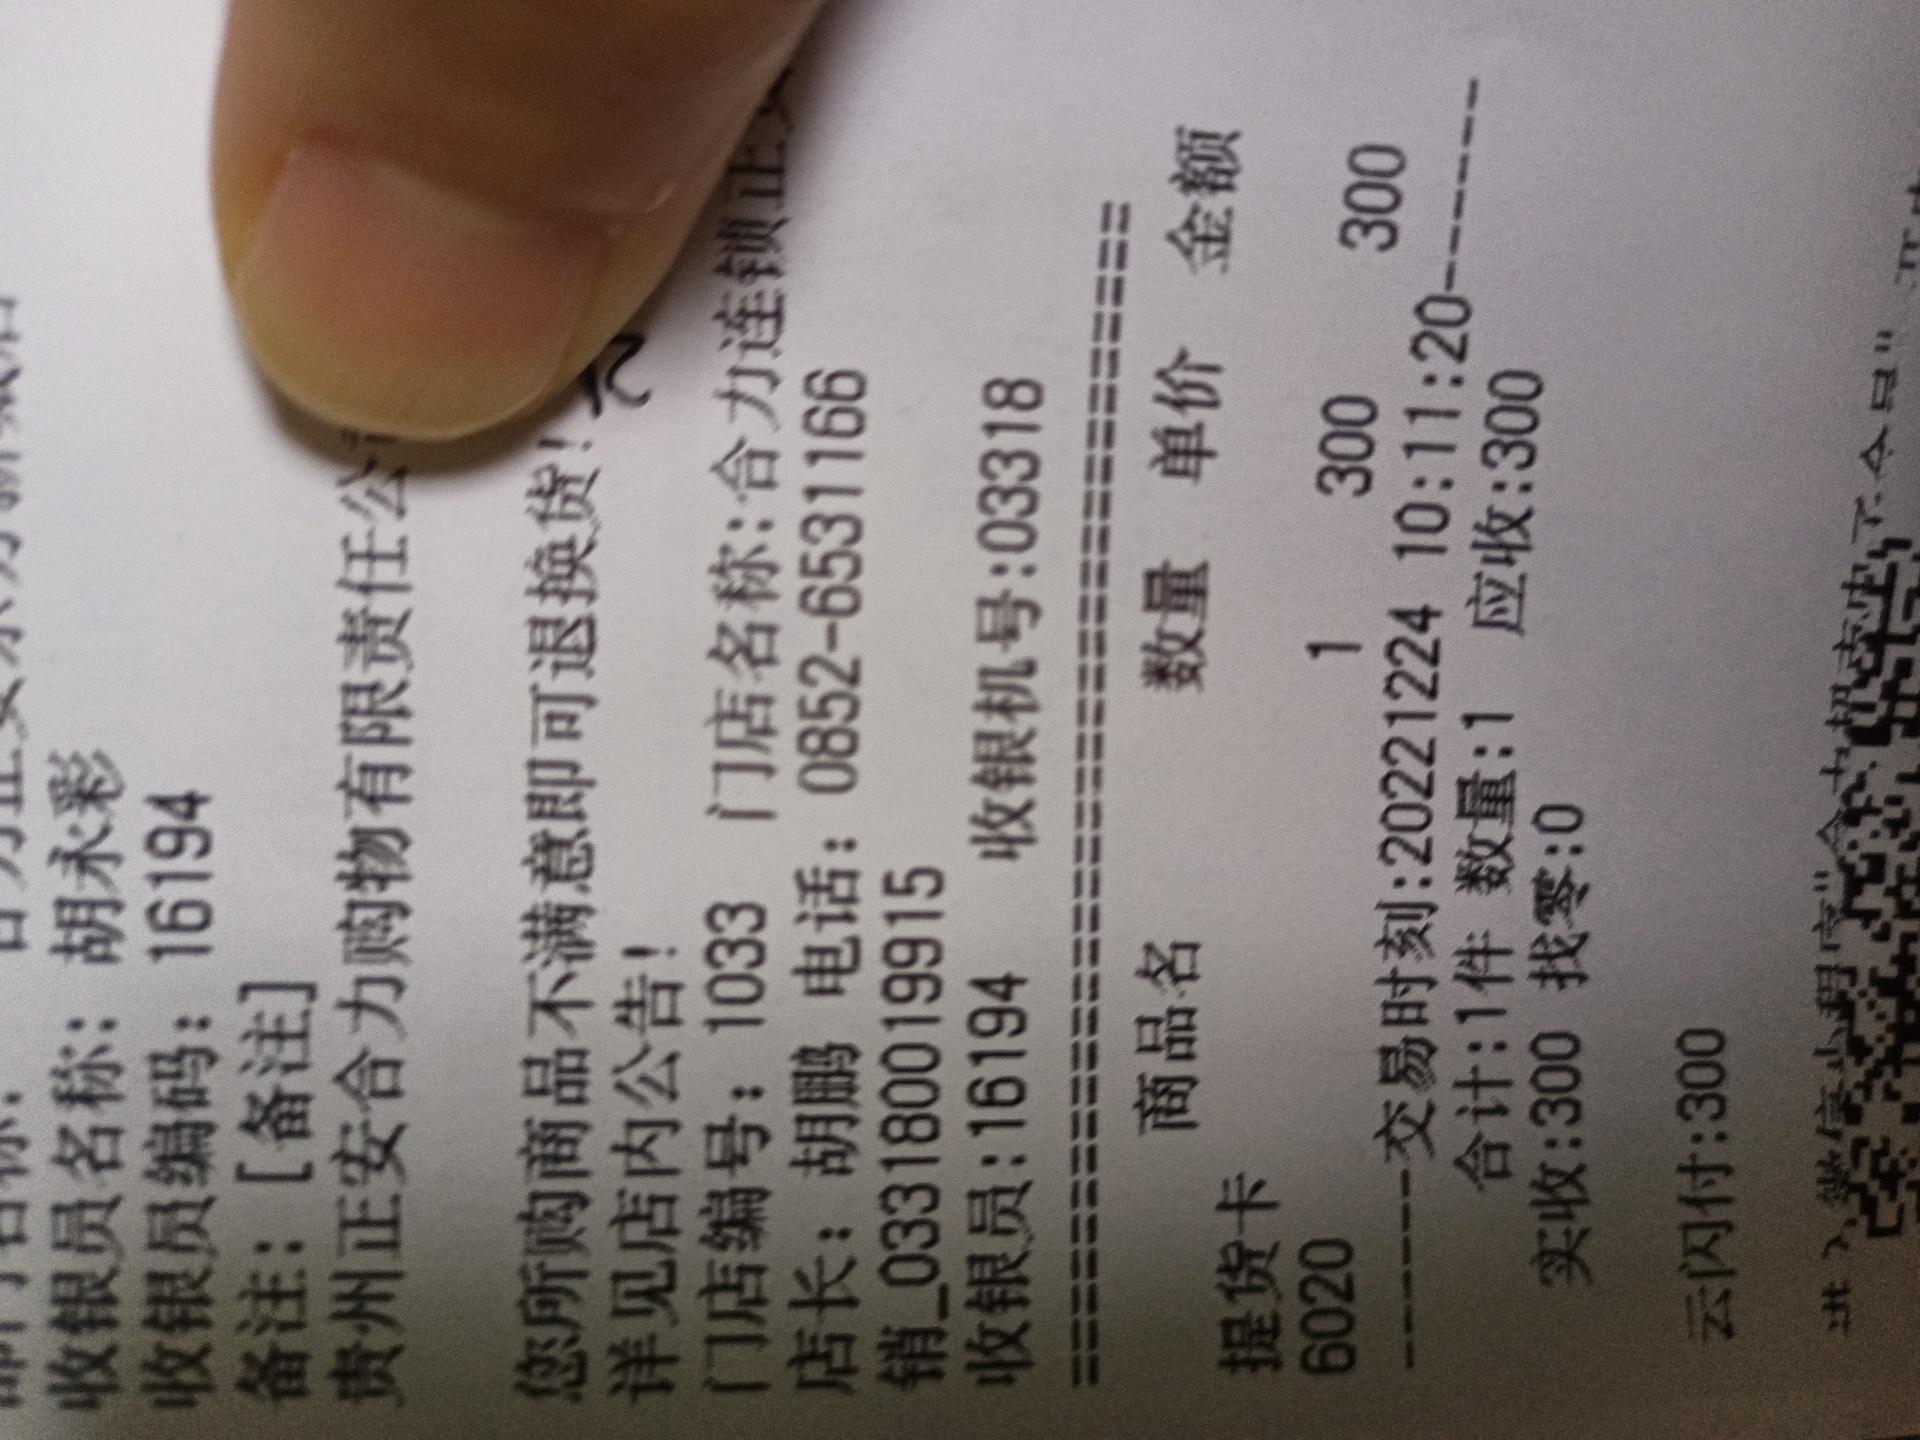 收银员名称: 胡永彩
收银员编码: 16194
备注: [备注]
贵州正安合力购物有限责任公
您所购商品不满意即可退换货!
详见店内公告!
门店编号: 1033 门店名称:合力连锁正
店长: 胡鹏 电话: 0852-6531166
销_033180019915
收银员:16194 收银机号:03318
================================
商品名 数量 单价 金额
提货卡
6020 1 300 300
-------交易时刻:20221224 10:11:20-------
合计:1件 数量:1 应收:300
实收:300 找零:0
云闪付:300